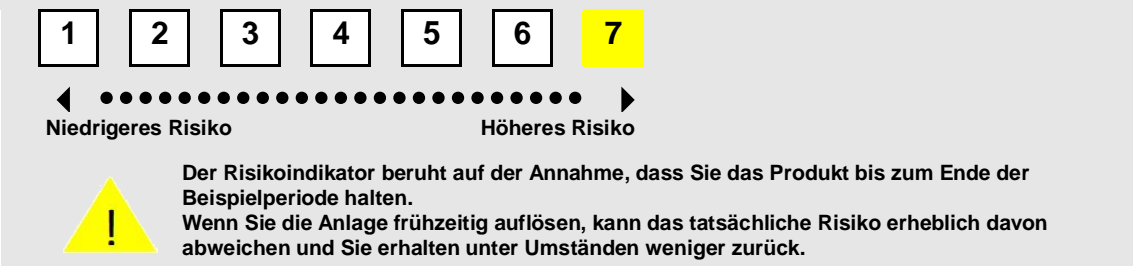 1 2 3 4 5 6 7
Niedrigeres Risiko Höheres Risiko
Der Risikoindikator beruht auf der Annahme, dass Sie das Produkt bis zum Ende der
Beispielperiode halten.
Wenn Sie die Anlage frühzeitig auflösen, kann das tatsächliche Risiko erheblich davon
abweichen und Sie erhalten unter Umständen weniger zurück.
!